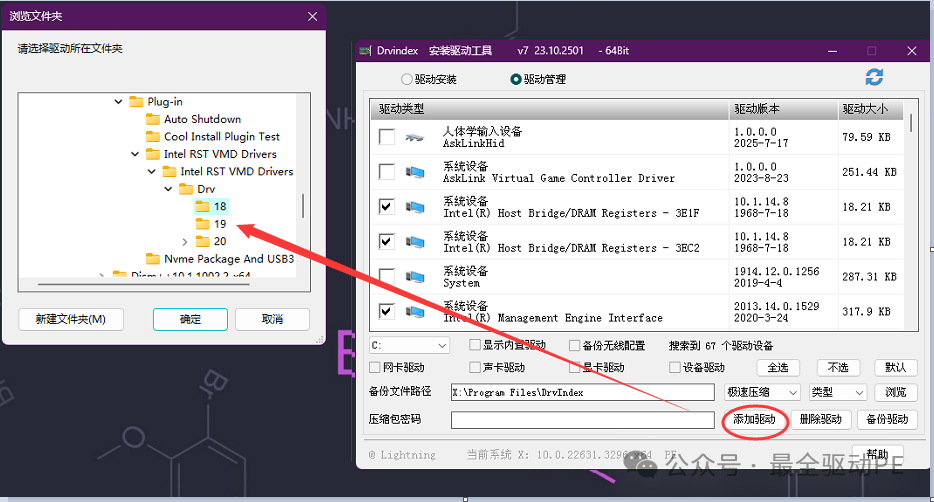 浏览文件夹
请选择驱动所在文件夹
Plug-in
Auto Shutdown
Cool Install Plugin Test
Intel RST VMD Drivers
Intel RST VMD Drivers
Drv
18
19
20
Nvme Package And USB3
Dism++10.1.1002.2 x64
新建文件夹(M)
确定
取消
Drvindex 安装驱动工具 v7 23.10.2501 - 64Bit
驱动安装 驱动管理
驱动类型 驱动版本 驱动大小
人体学输入设备
AskLinkHid
1.0.0.0
2025-7-17
79.59 KB
系统设备
AskLink Virtual Game Controller Driver
1.0.0.0
2023-8-23
251.44 KB
系统设备
Intel(R) Host Bridge/DRAM Registers - 3E1F
10.1.14.8
1968-7-18
18.21 KB
系统设备
Intel(R) Host Bridge/DRAM Registers - 3EC2
10.1.14.8
1968-7-18
18.21 KB
系统设备
System
1914.12.0.1256
2019-4-4
287.31 KB
系统设备
Intel(R) Management Engine Interface
2013.14.0.1529
2020-3-24
317.9 KB
C: 显示内置驱动 备份无线配置 搜索到 67 个驱动设备
网卡驱动 声卡驱动 显卡驱动 设备驱动 全选 不选 默认
备份文件路径 X:\Program Files\DrvIndex 极速压缩 类型 浏览
压缩包密码 添加驱动 删除驱动 备份驱动
@ Lightning 当前系统 X: 10.0.22631.3296 x64 PE 帮助
公众号 · 最全驱动PE
Br
O